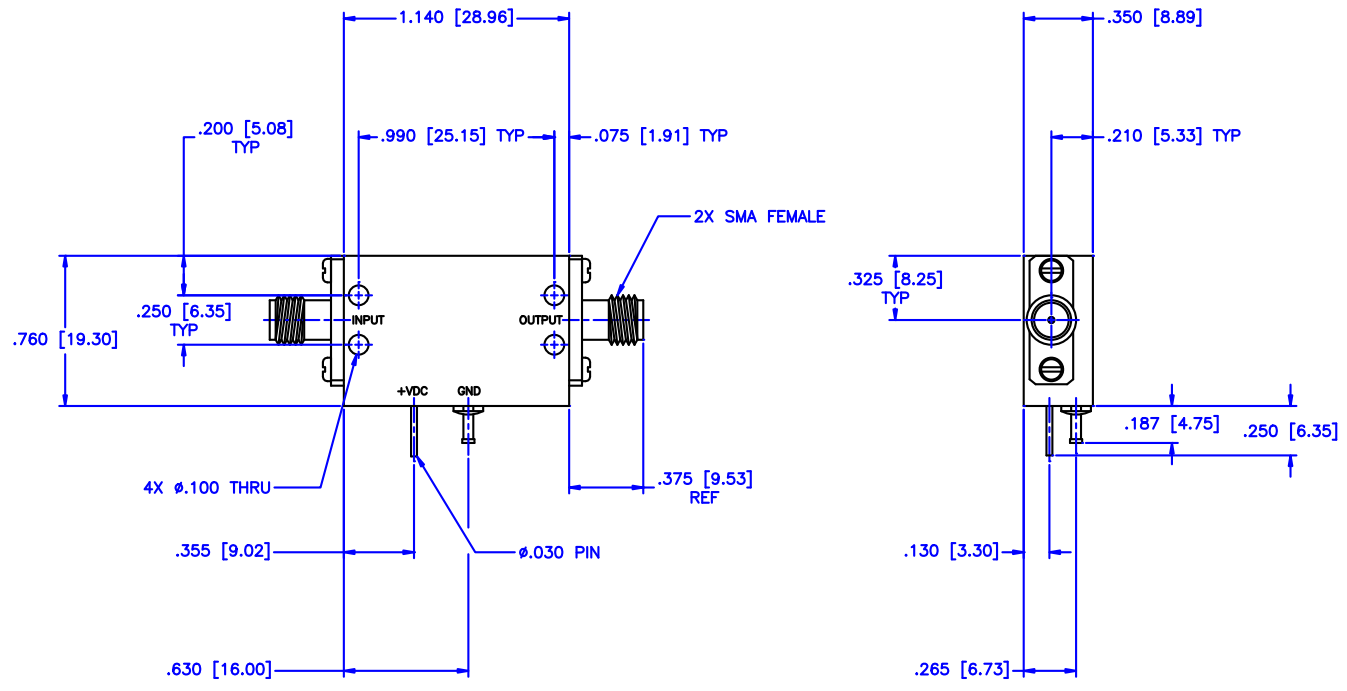 1.140 [28.96]
.350 [8.89]
.200 [5.08]
TYP
.990 [25.15] TYP
.075 [1.91] TYP
.210 [5.33] TYP
2X SMA FEMALE
.325 [8.25]
TYP
.250 [6.35]
TYP
INPUT
OUTPUT
.760 [19.30]
+VDC
GND
.187 [4.75]
.250 [6.35]
4X ø.100 THRU
.375 [9.53]
REF
.355 [9.02]
ø.030 PIN
.130 [3.30]
.630 [16.00]
.265 [6.73]